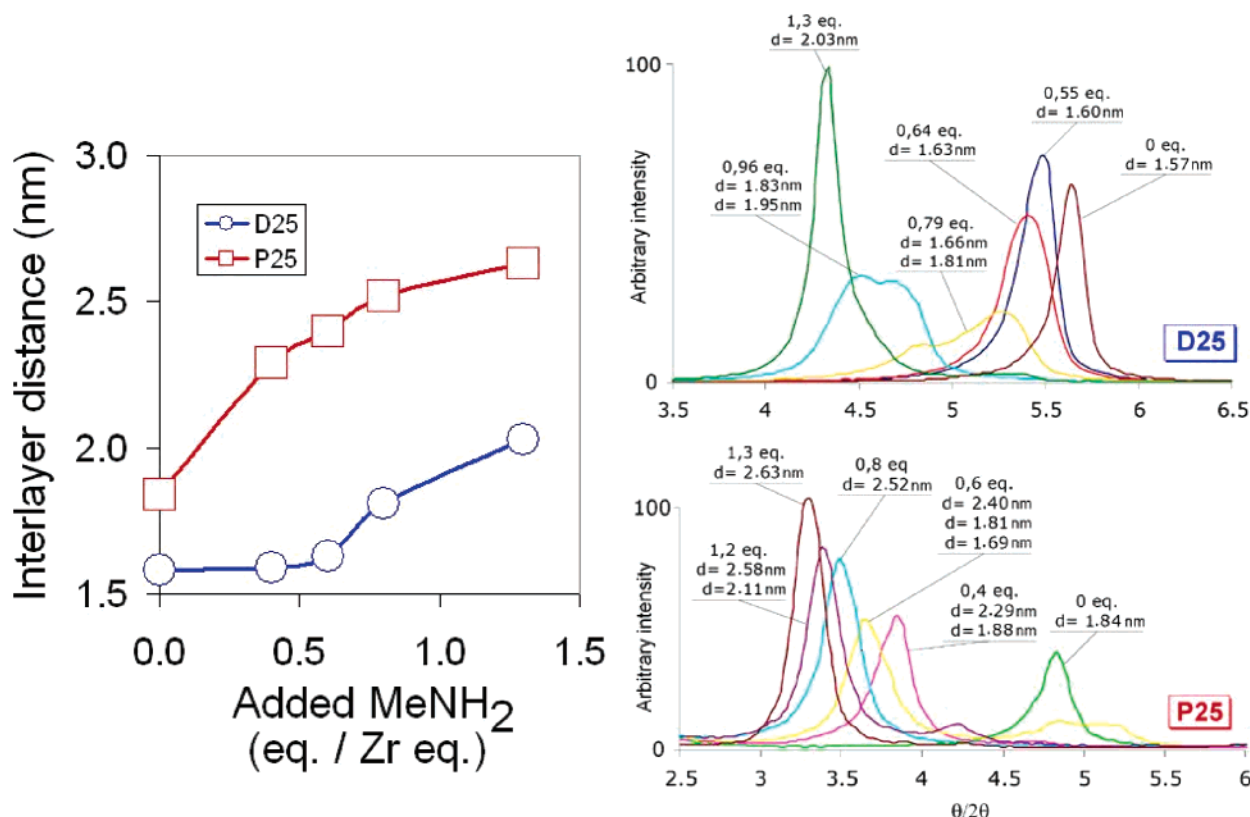 3.0
2.5
2.0
1.5
Interlayer distance (nm)
D25
P25
0.0
0.5
1.0
1.5
Added MeNH2
(eq. / Zr eq.)
1,3 eq.
d= 2.03nm
0,96 eq.
d= 1.83nm
d= 1.95nm
0,64 eq.
d= 1.63nm
0,55 eq.
d= 1.60nm
0 eq.
d= 1.57nm
0,79 eq.
d= 1.66nm
d= 1.81nm
100
0
Arbitrary intensity
D25
3.5
4
4.5
5
5.5
6
6.5
1,3 eq.
d= 2.63nm
0,8 eq
d= 2.52nm
0,6 eq.
d= 2.40nm
d= 1.81nm
d= 1.69nm
1,2 eq.
d= 2.58nm
d=2.11nm
0,4 eq.
d= 2.29nm
d= 1.88nm
0 eq.
d= 1.84nm
100
0
Arbitrary intensity
P25
2.5
3
3.5
4
4.5
5
5.5
6
θ/2θ